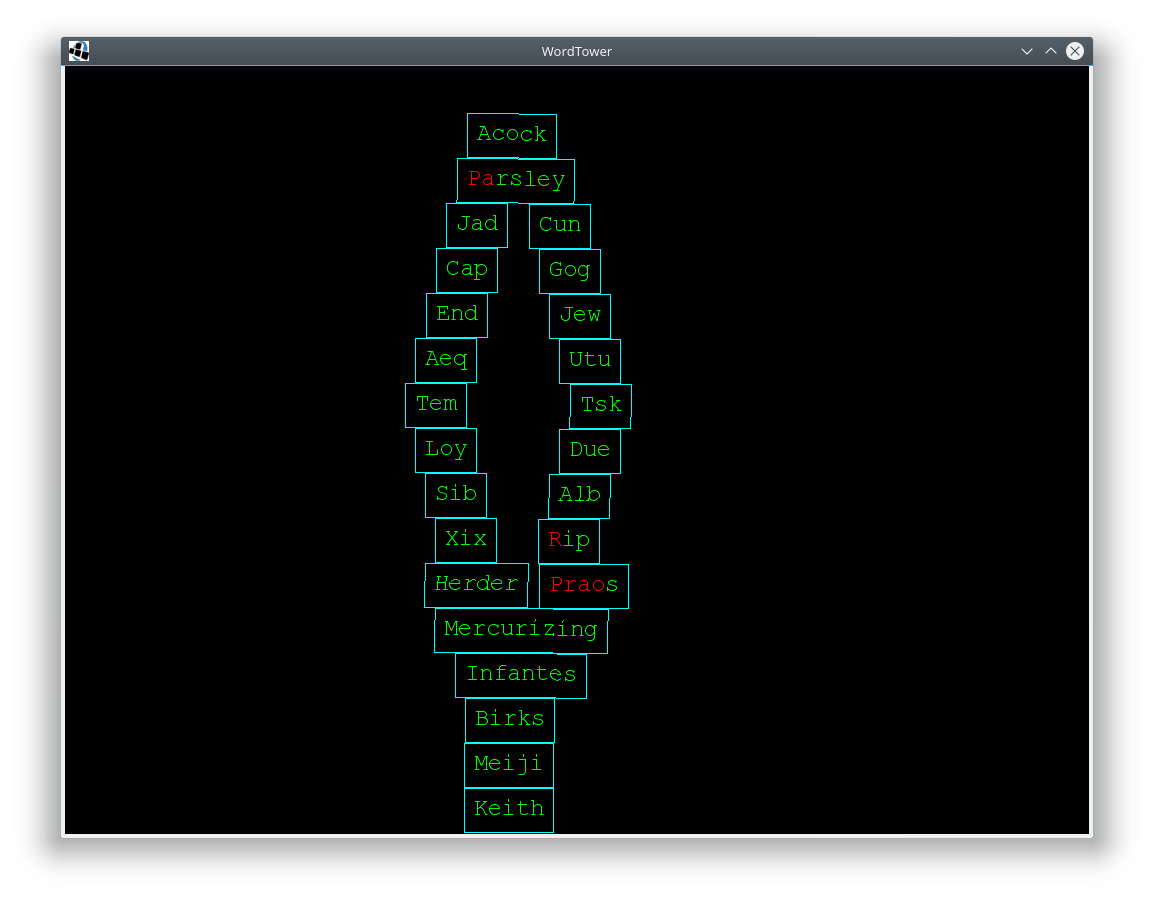 WordTower
Acock
Parsley
Jad Cun
Cap Gog
End Jew
Aeq Utu
Tem Tsk
Loy Due
Sib Alb
Xix Rip
Herder Praos
Mercurizing
Infantes
Birks
Meiji
Keith